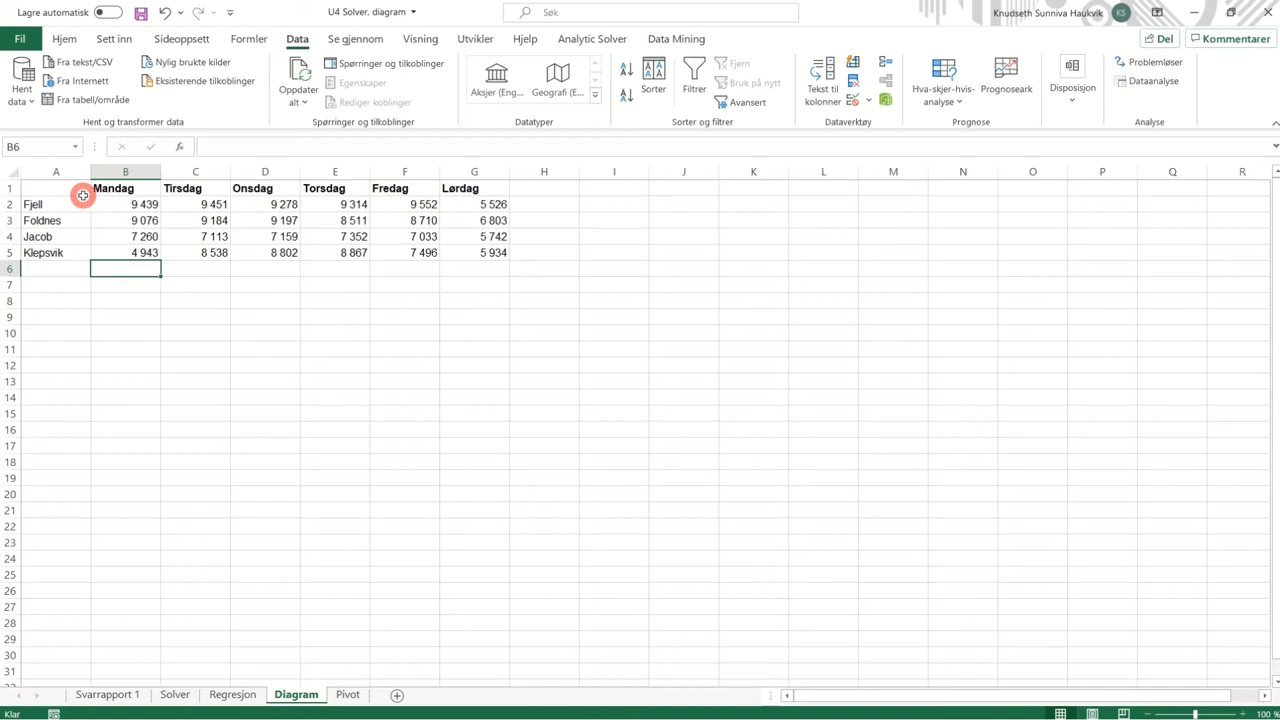 Lagre automatisk
U4 Solver, diagram
Søk
Knudseth Sunniva Haukvik KS
Fil Hjem Sett inn Sideoppsett Formler Data Se gjennom Visning Utvikler Hjelp Analytic Solver Data Mining
Del Kommentarer
Hent data
Fra tekst/CSV
Fra Internett
Fra tabell/område
Nylig brukte kilder
Eksisterende tilkoblinger
Hent og transformer data
Oppdater alt
Spørringer og tilkoblinger
Egenskaper
Rediger koblinger
Spørringer og tilkoblinger
Aksjer (Eng...
Geografi (E...
Datatyper
Sorter
Filtrer
Fjern
Bruk på nytt
Avansert
Sorter og filtrer
Tekst til kolonner
Dataverktøy
Hva-skjer-hvis-analyse
Prognoseark
Prognose
Disposjon
Problemløser
Dataanalyse
Analyse
B6
fx
A B C D E F G H I J K L M N O P Q R
1 Mandag Tirsdag Onsdag Torsdag Fredag Lørdag
2 Fjell 9 439 9 451 9 278 9 314 9 552 5 526
3 Foldnes 9 076 9 184 9 197 8 511 8 710 6 803
4 Jacob 7 260 7 113 7 159 7 352 7 033 5 742
5 Klepsvik 4 943 8 538 8 802 8 867 7 496 5 934
6
7
8
9
10
11
12
13
14
15
16
17
18
19
20
21
22
23
24
25
26
27
28
29
30
31
Svarrapport 1 Solver Regresjon Diagram Pivot
Klar
100 %